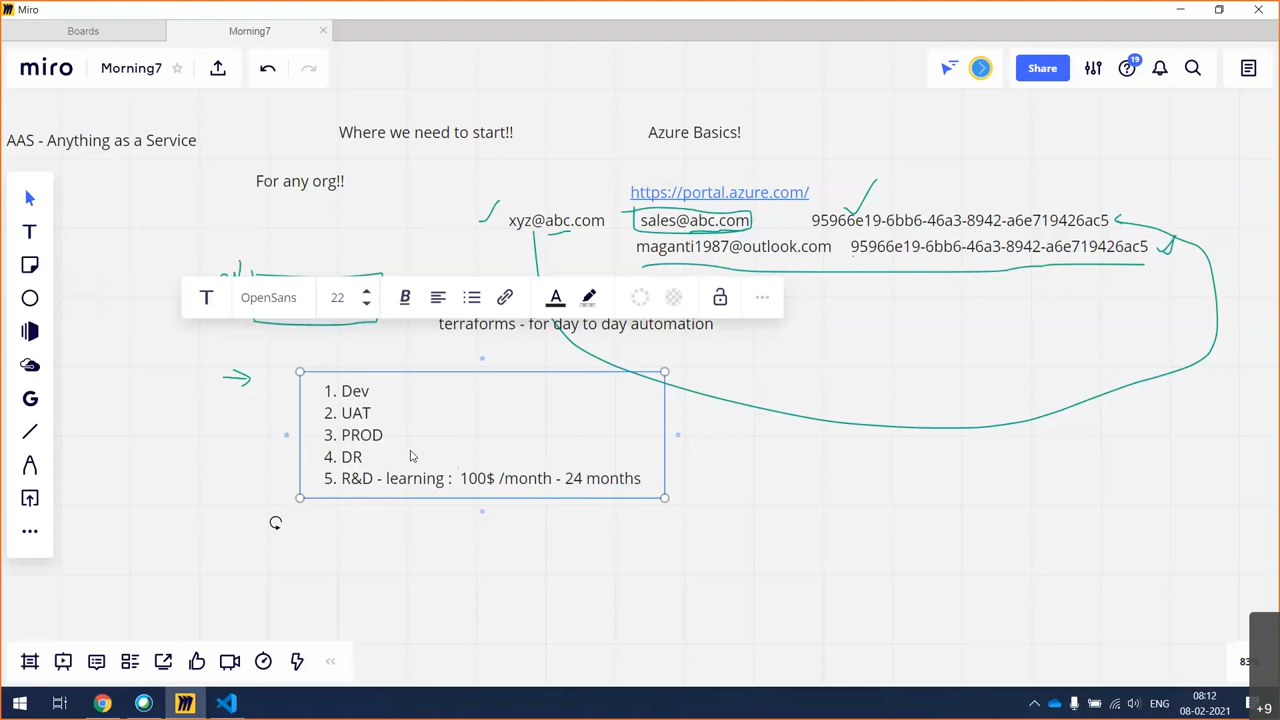 Miro
Boards
Morning7
miro
Morning7
Share
19
AAS - Anything as a Service
Where we need to start!!
Azure Basics!
For any org!!
https://portal.azure.com/
xyz@abc.com
sales@abc.com
95966e19-6bb6-46a3-8942-a6e719426ac5
maganti1987@outlook.com
95966e19-6bb6-46a3-8942-a6e719426ac5
OpenSans
22
B
A
terraforms - for day to day automation
1. Dev
2. UAT
3. PROD
4. DR
5. R&D - learning : 100$ /month - 24 months
ENG
08:12
08-02-2021
+9